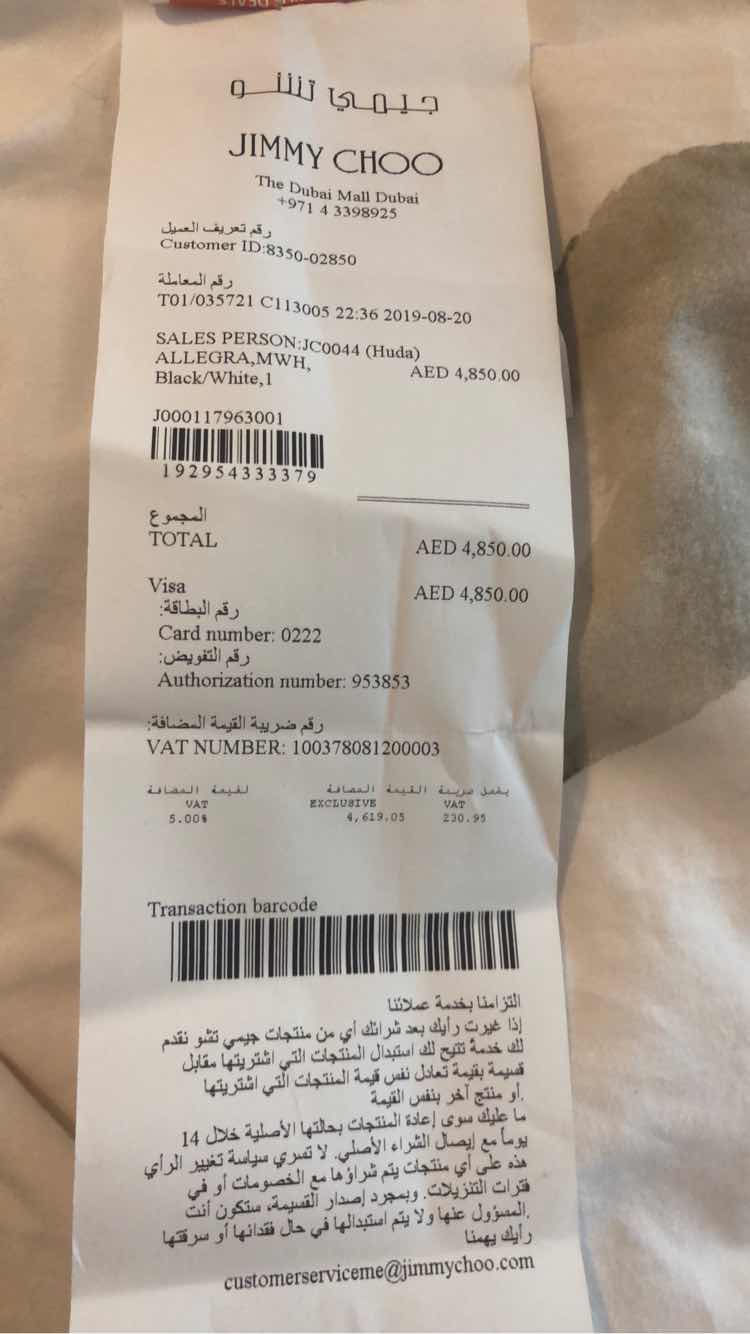 جيمي تشو
JIMMY CHOO
The Dubai Mall Dubai
+971 4 3398925
رقم تعريف العميل
Customer ID:8350-02850
رقم المعاملة
T01/035721 C113005 22:36 2019-08-20
SALES PERSON:JC0044 (Huda)
ALLEGRA,MWH,
Black/White,1 AED 4,850.00
J000117963001
192954333379
المجموع
TOTAL AED 4,850.00
Visa AED 4,850.00
رقم البطاقة:
Card number: 0222
رقم التفويض:
Authorization number: 953853
رقم ضريبة القيمة المضافة:
VAT NUMBER: 100378081200003
لقيمة المضافة يشمل ضريبة القيمة المضافة
VAT EXCLUSIVE VAT
5.00% 4,619.05 230.95
Transaction barcode
التزامنا بخدمة عملائنا
إذا غيرت رأيك بعد شرائك أي من منتجات جيمي تشو نقدم
لك خدمة تتيح لك استبدال المنتجات التي اشتريتها مقابل
قسيمة بقيمة تعادل نفس قيمة المنتجات التي اشتريتها
.أو منتج آخر بنفس القيمة
ما عليك سوى إعادة المنتجات بحالتها الأصلية خلال 14
يوماً مع إيصال الشراء الأصلي. لا تسري سياسة تغيير الرأي
هذه على أي منتجات يتم شراؤها مع الخصومات أو في
فترات التنزيلات. وبمجرد إصدار القسيمة، ستكون أنت
.المسؤول عنها ولا يتم استبدالها في حال فقدانها أو سرقتها
رأيك يهمنا
customerserviceme@jimmychoo.com